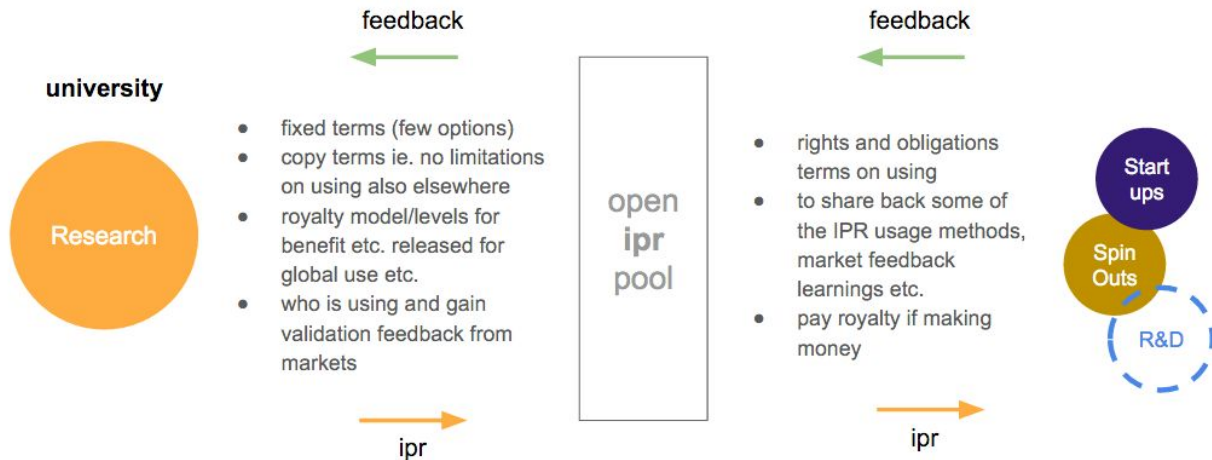 feedback
feedback
university
Research
● fixed terms (few options)
● copy terms ie. no limitations
on using also elsewhere
● royalty model/levels for
benefit etc. released for
global use etc.
● who is using and gain
validation feedback from
markets
open
ipr
pool
● rights and obligations
terms on using
● to share back some of
the IPR usage methods,
market feedback
learnings etc.
● pay royalty if making
money
Start
ups
Spin
Outs
R&D
ipr
ipr